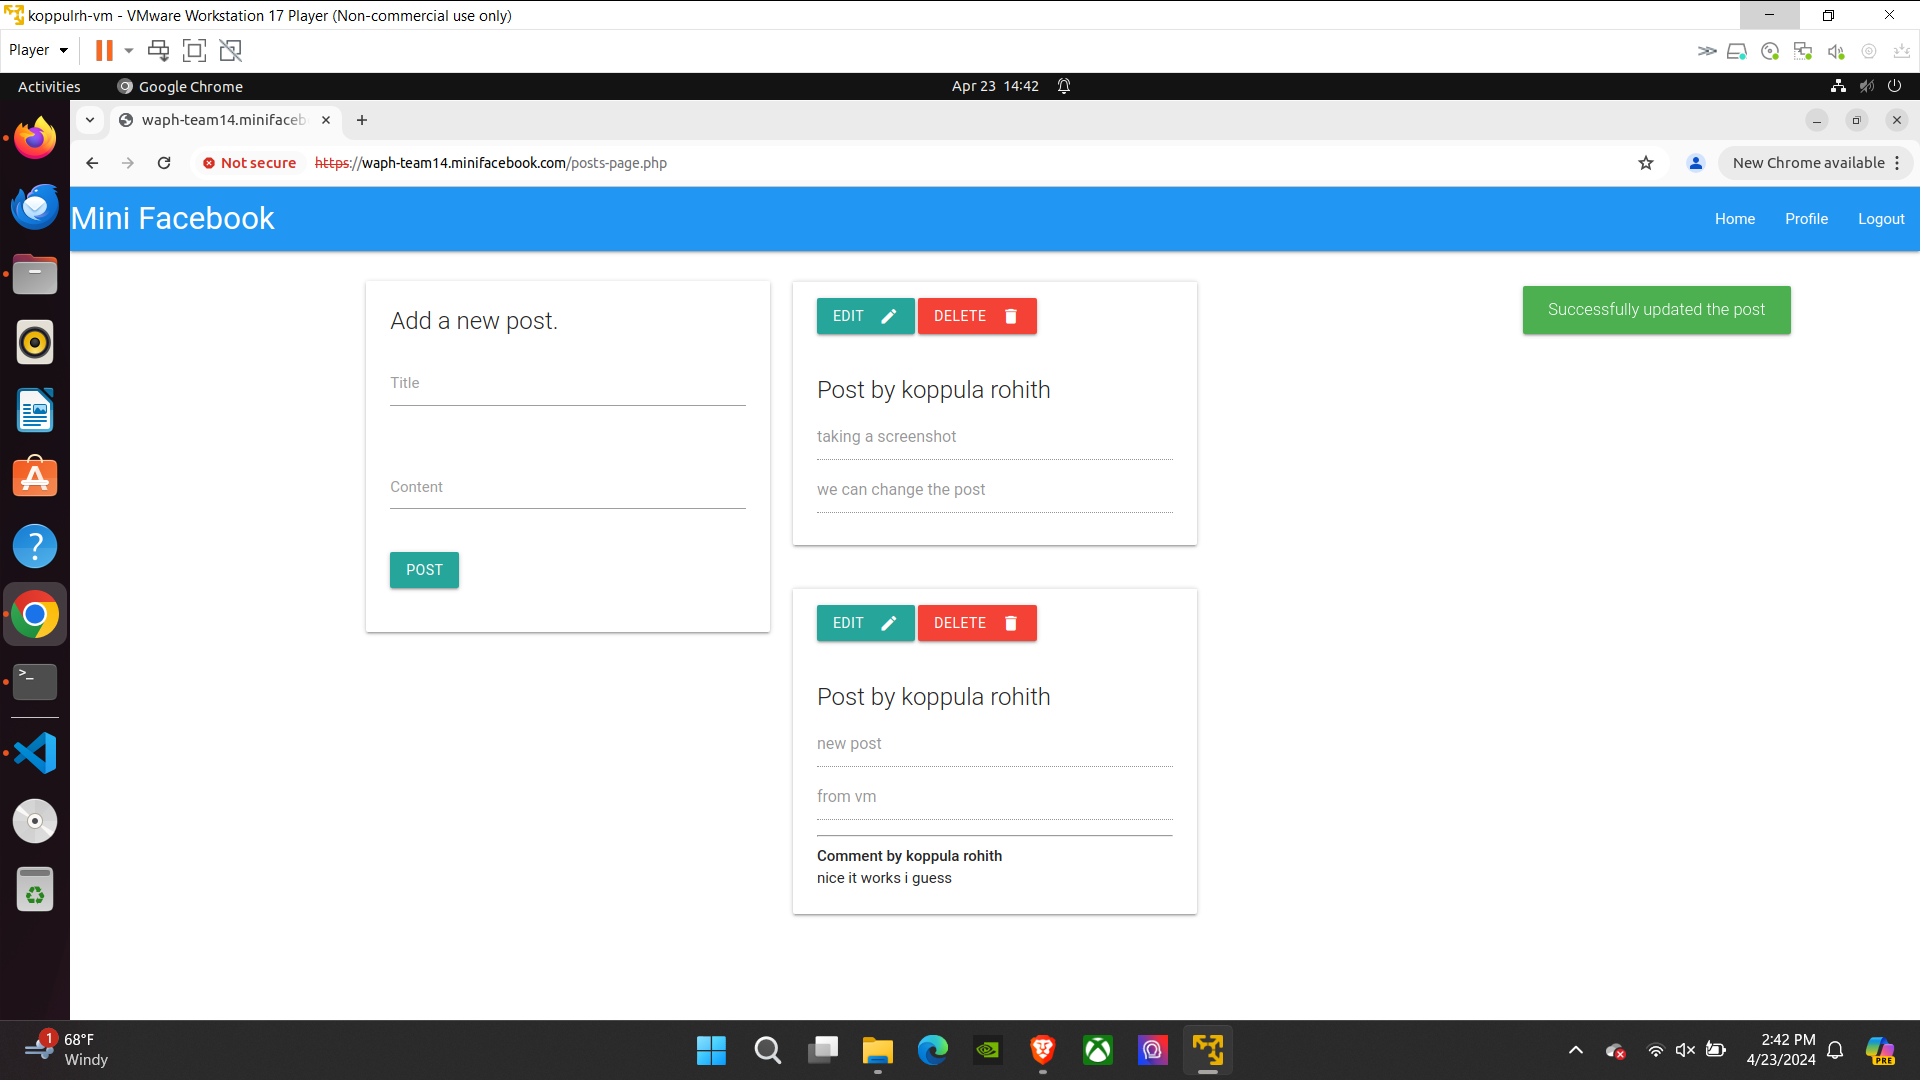 koppulrh-vm - VMware Workstation 17 Player (Non-commercial use only)
Player
Activities
Google Chrome
Apr 23 14:42
waph-team14.minifaceb
Not secure
https://waph-team14.minifacebook.com/posts-page.php
New Chrome available
Mini Facebook
Home
Profile
Logout
Add a new post.
Title
Content
POST
EDIT
DELETE
Post by koppula rohith
taking a screenshot
we can change the post
EDIT
DELETE
Post by koppula rohith
new post
from vm
Comment by koppula rohith
nice it works i guess
Successfully updated the post
1
68°F
Windy
2:42 PM
4/23/2024
PRE